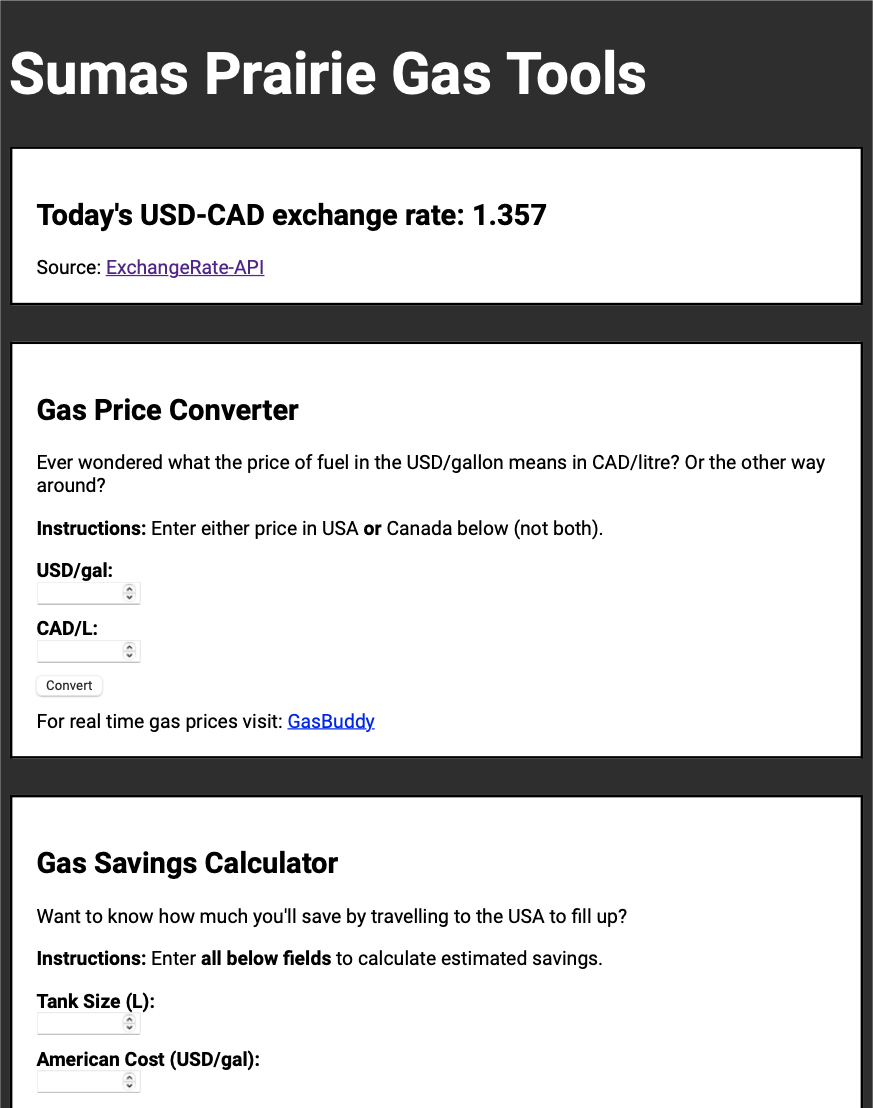 Sumas Prairie Gas Tools
Today's USD-CAD exchange rate: 1.357
Source: ExchangeRate-API
Gas Price Converter
Ever wondered what the price of fuel in the USD/gallon means in CAD/litre? Or the other way
around?
Instructions: Enter either price in USA or Canada below (not both).
USD/gal:
CAD/L:
Convert
For real time gas prices visit: GasBuddy
Gas Savings Calculator
Want to know how much you'll save by travelling to the USA to fill up?
Instructions: Enter all below fields to calculate estimated savings.
Tank Size (L):
American Cost (USD/gal):